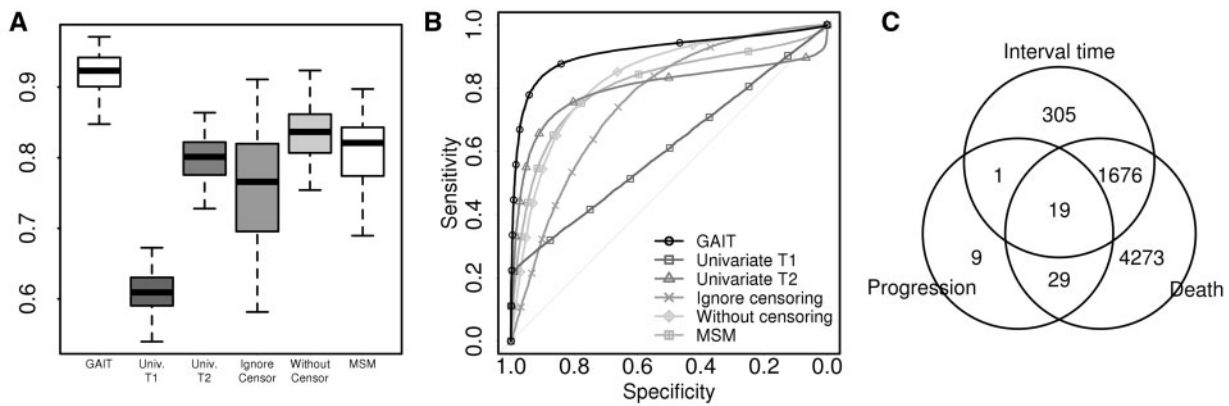 A
0.9
0.8
0.7
0.6
GAIT
Univ.
T1
Univ.
T2
Ignore
Censor
Without
Censor
MSM
B
Sensitivity
1.0
0.8
0.6
0.4
0.2
0.0
GAIT
Univariate T1
Univariate T2
Ignore censoring
Without censoring
MSM
1.0 0.8 0.6 0.4 0.2 0.0
Specificity
C
Interval time
305
1
1676
19
9
4273
29
Progression
Death